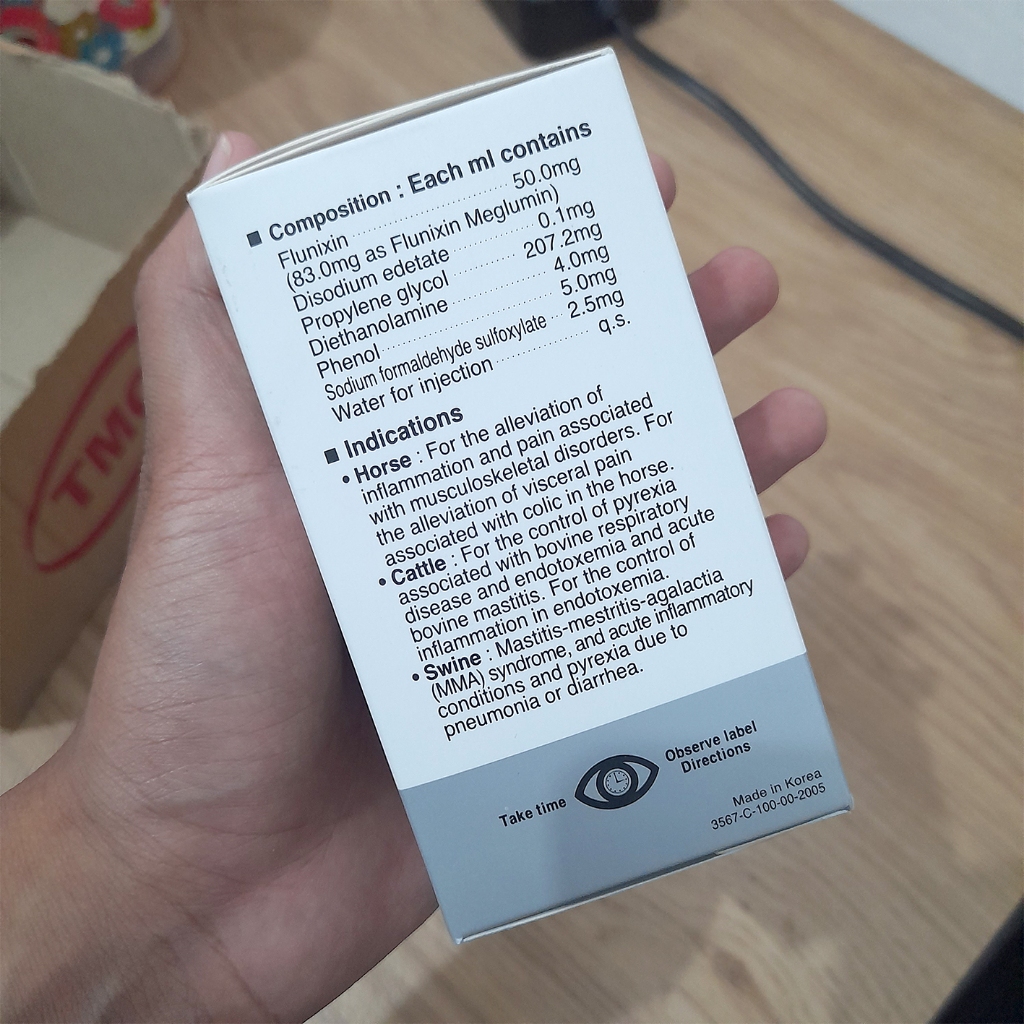 ■ Composition : Each ml contains
Flunixin ........................ 50.0mg
(83.0mg as Flunixin Meglumin)
Disodium edetate ............ 0.1mg
Propylene glycol ............ 207.2mg
Diethanolamine .............. 4.0mg
Phenol .......................... 5.0mg
Sodium formaldehyde sulfoxylate ... 2.5mg
Water for injection ............ q.s.
■ Indications
• Horse : For the alleviation of
inflammation and pain associated
with musculoskeletal disorders. For
the alleviation of visceral pain
associated with colic in the horse.
• Cattle : For the control of pyrexia
associated with bovine respiratory
disease and endotoxemia and acute
bovine mastitis. For the control of
inflammation in endotoxemia.
• Swine : Mastitis-mestritis-agalactia
(MMA) syndrome, and acute inflammatory
conditions and pyrexia due to
pneumonia or diarrhea.
Take time
Observe label
Directions
Made in Korea
3567-C-100-00-2005